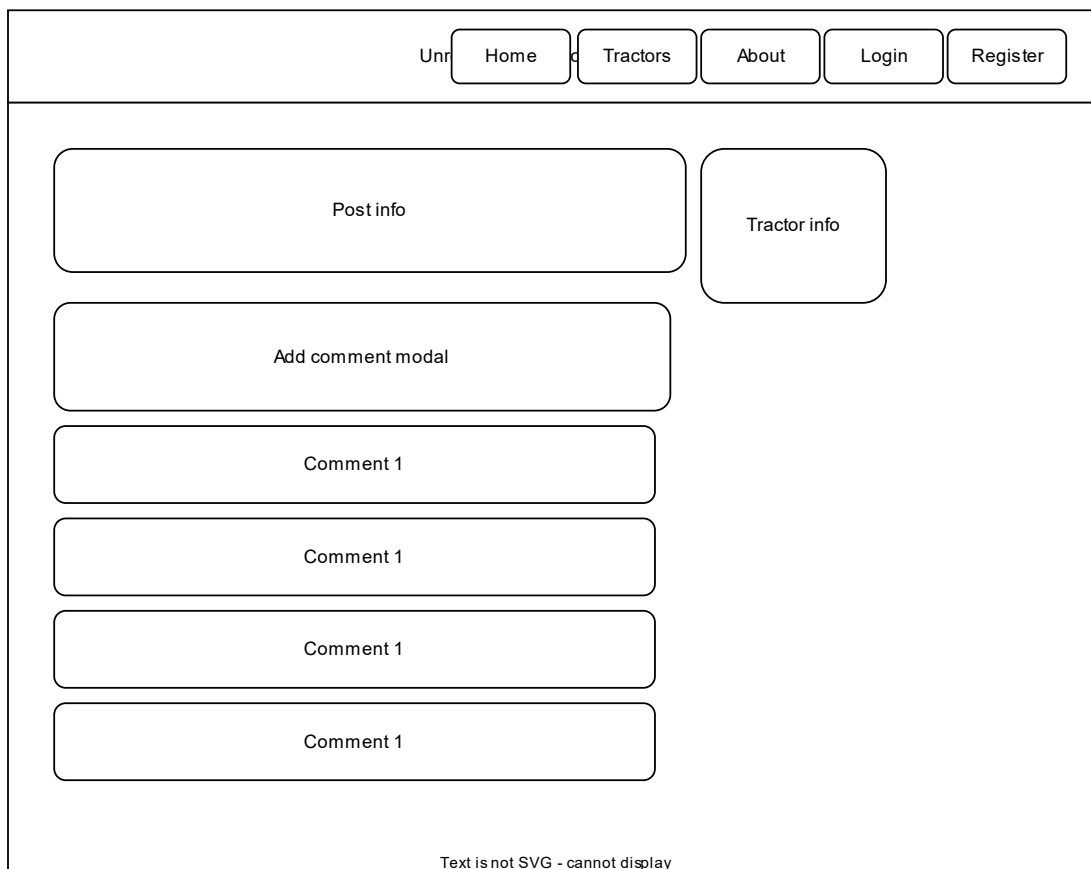 Home Tractors About Login Register
Post info
Tractor info
Add comment modal
Comment 1
Comment 1
Comment 1
Comment 1
Text is not SVG - cannot display